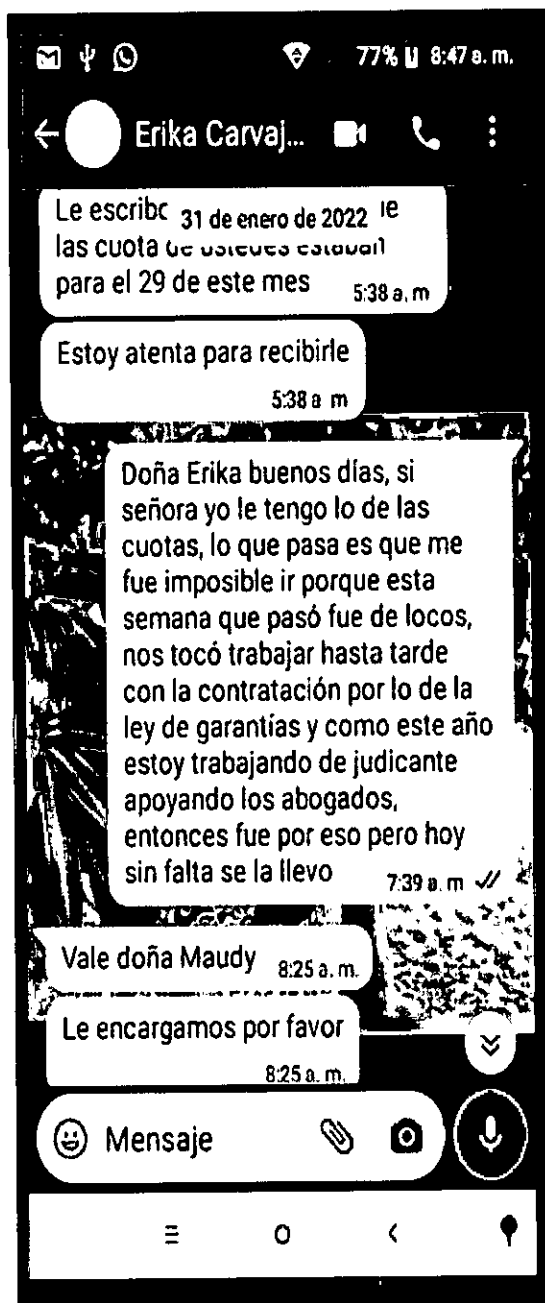 77% 8:47 a. m.
Erika Carvaj...
31 de enero de 2022
Le escribo
las cuota de ustedes estaban
para el 29 de este mes 5:38 a. m
Estoy atenta para recibirle
5:38 a m
Doña Erika buenos días, si
señora yo le tengo lo de las
cuotas, lo que pasa es que me
fue imposible ir porque esta
semana que pasó fue de locos,
nos tocó trabajar hasta tarde
con la contratación por lo de la
ley de garantías y como este año
estoy trabajando de judicante
apoyando los abogados,
entonces fue por eso pero hoy
sin falta se la llevo 7:39 a. m
Vale doña Maudy 8:25 a. m.
Le encargamos por favor
8:25 a. m.
Mensaje